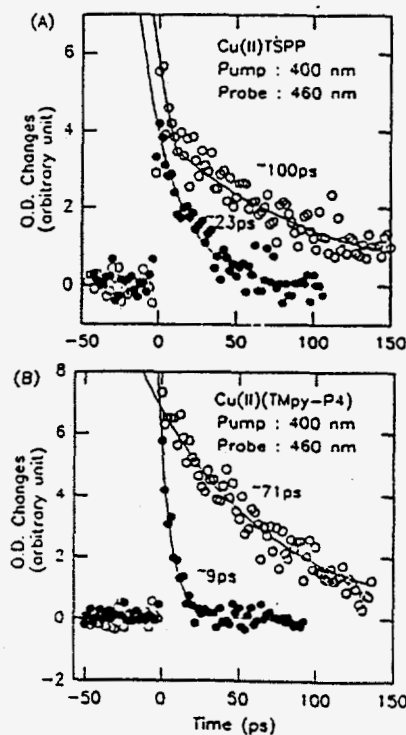 (A)
Cu(II)TSPP
Pump : 400 nm
Probe : 460 nm
O.D. Changes
(arbitrary unit)
6
4
2
0
~100ps
~23ps
-50 0 50 100 150
(B)
Cu(II)(TMpy-P4)
Pump : 400 nm
Probe : 460 nm
O.D. Changes
(arbitrary unit)
8
6
4
2
0
-2
~71ps
~9ps
-50 0 50 100 150
Time (ps)